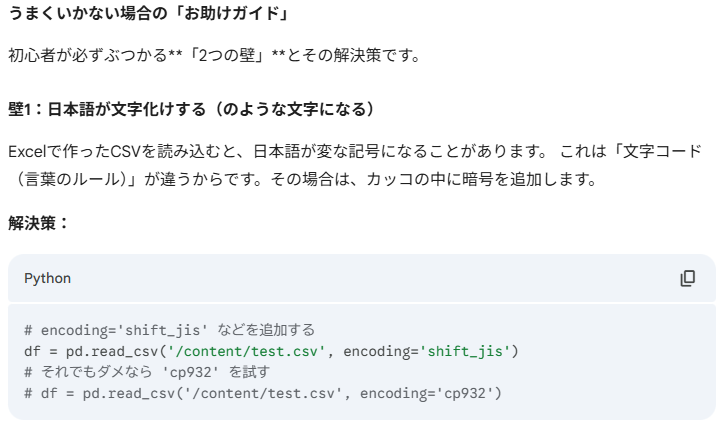 うまくいかない場合の「お助けガイド」
初心者が必ずぶつかる**「2つの壁」**とその解決策です。
壁1：日本語が文字化けする（のような文字になる）
Excelで作ったCSVを読み込むと、日本語が変な記号になることがあります。 これは「文字コード
（言葉のルール）」が違うからです。その場合は、カッコの中に暗号を追加します。
解決策：
Python
# encoding='shift_jis' などを追加する
df = pd.read_csv('/content/test.csv', encoding='shift_jis')
# それでもダメなら 'cp932' を試す
# df = pd.read_csv('/content/test.csv', encoding='cp932')